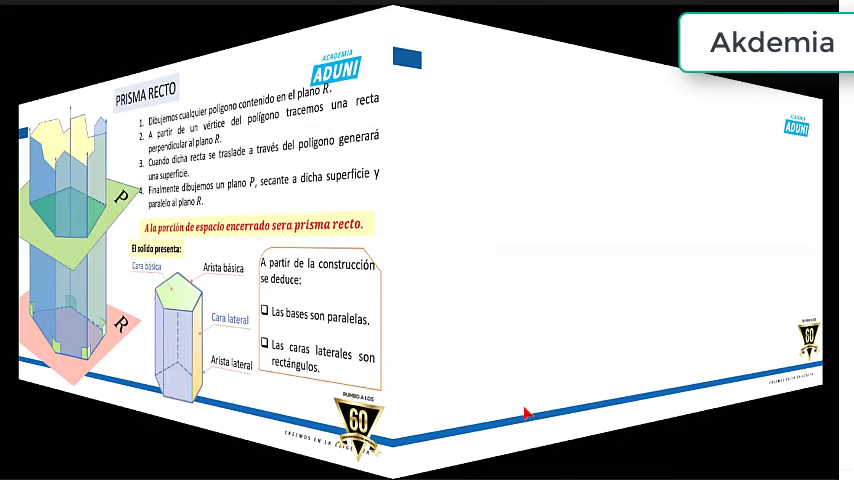 Akdemia
ACADEMIA
ADUNI
PRISMA RECTO
1. Dibujemos cualquier polígono contenido en el plano R.
2. A partir de un vértice del polígono tracemos una recta
perpendicular al plano R.
3. Cuando dicha recta se traslade a través del polígono generará
una superficie.
4. Finalmente dibujemos un plano P, secante a dicha superficie y
paralelo al plano R.
A la porción de espacio encerrado sera prisma recto.
El solido presenta:
Cara básica
Arista básica
Cara lateral
Arista lateral
A partir de la construcción
se deduce:
❑ Las bases son paralelas.
❑ Las caras laterales son
rectángulos.
P
R
RUMBO A LOS
60
CREEMOS EN LA
ACADEMIA
ADUNI
RUMBO A LOS
60